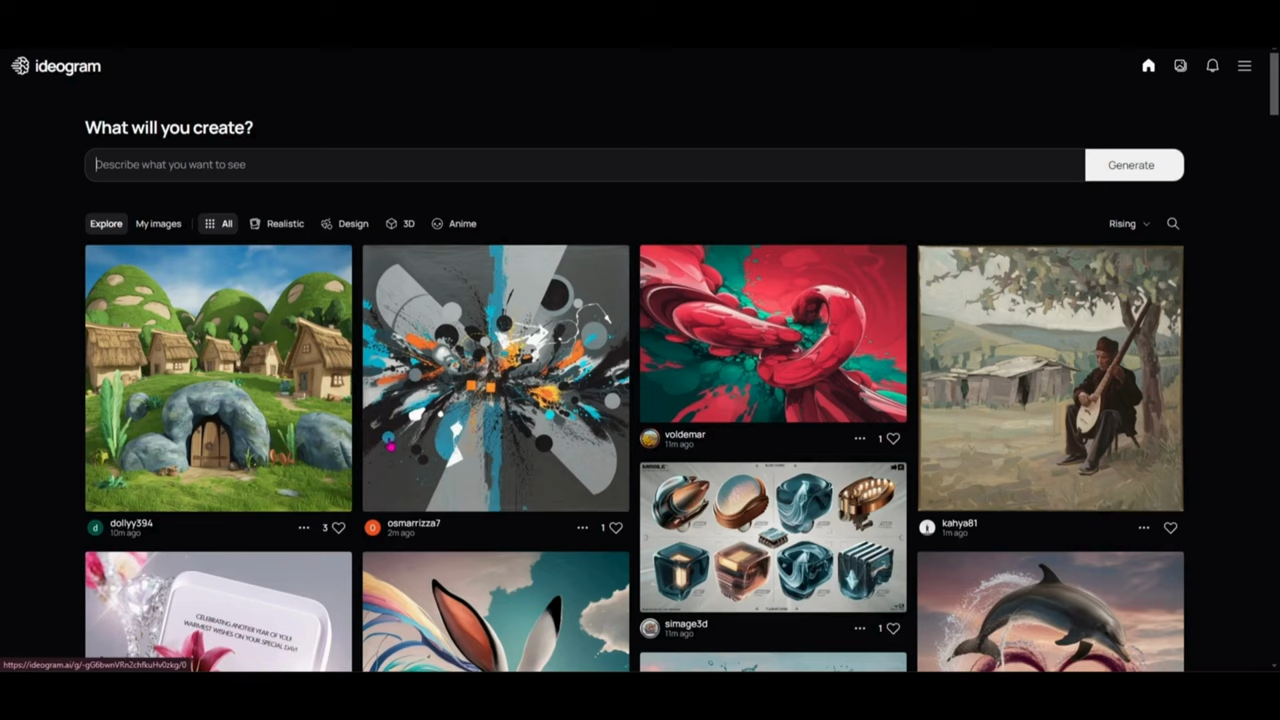 ideogram
What will you create?
Describe what you want to see
Generate
Explore My images All Realistic Design 3D Anime
Rising
dollyy394
10m ago
3
osmarrizza7
2m ago
1
voldemar
11m ago
1
kahya81
1m ago
simage3d
11m ago
1
CELEBRATING ANOTHER YEAR OF YOU!
WARMEST WISHES ON YOUR SPECIAL DAY!
https://ideogram.ai/g/-gG6bwnVRn2chfkuHv0zkg/0